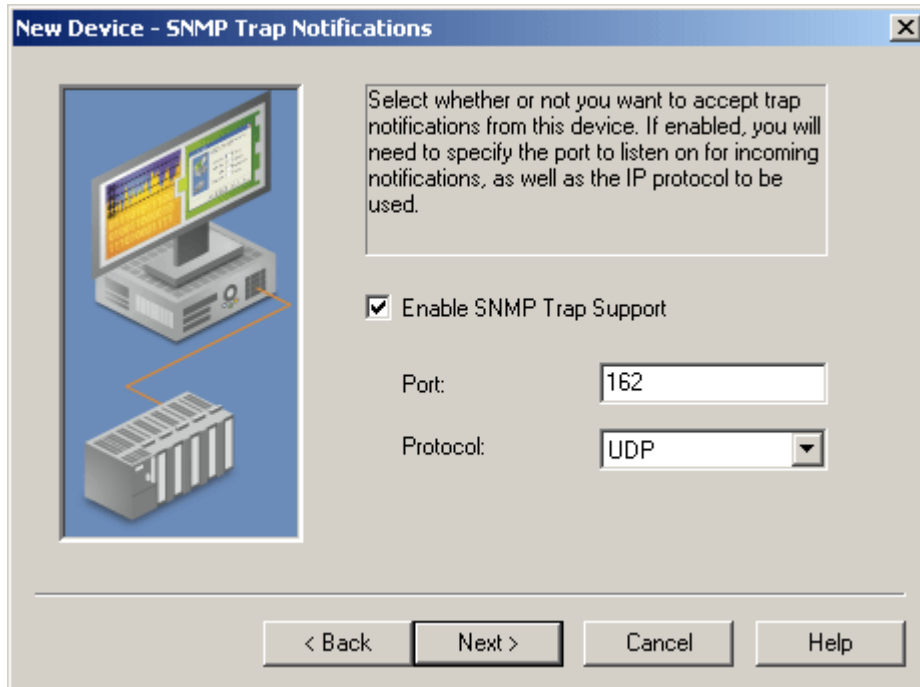 New Device - SNMP Trap Notifications
Select whether or not you want to accept trap
notifications from this device. If enabled, you will
need to specify the port to listen on for incoming
notifications, as well as the IP protocol to be
used.
Enable SNMP Trap Support
Port: 162
Protocol: UDP
< Back Next > Cancel Help